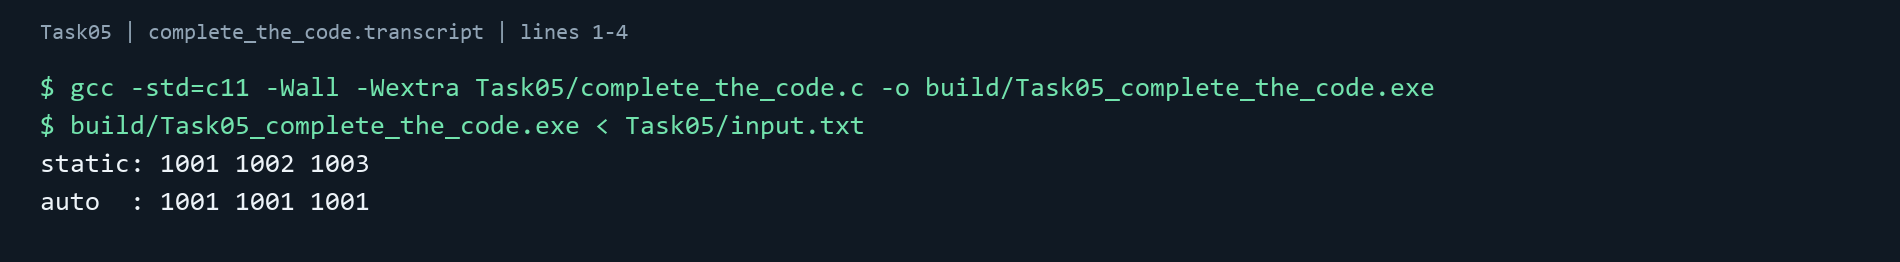 Task05 | complete_the_code.transcript | lines 1-4
$ gcc -std=c11 -Wall -Wextra Task05/complete_the_code.c -o build/Task05_complete_the_code.exe
$ build/Task05_complete_the_code.exe < Task05/input.txt
static: 1001 1002 1003
auto  : 1001 1001 1001